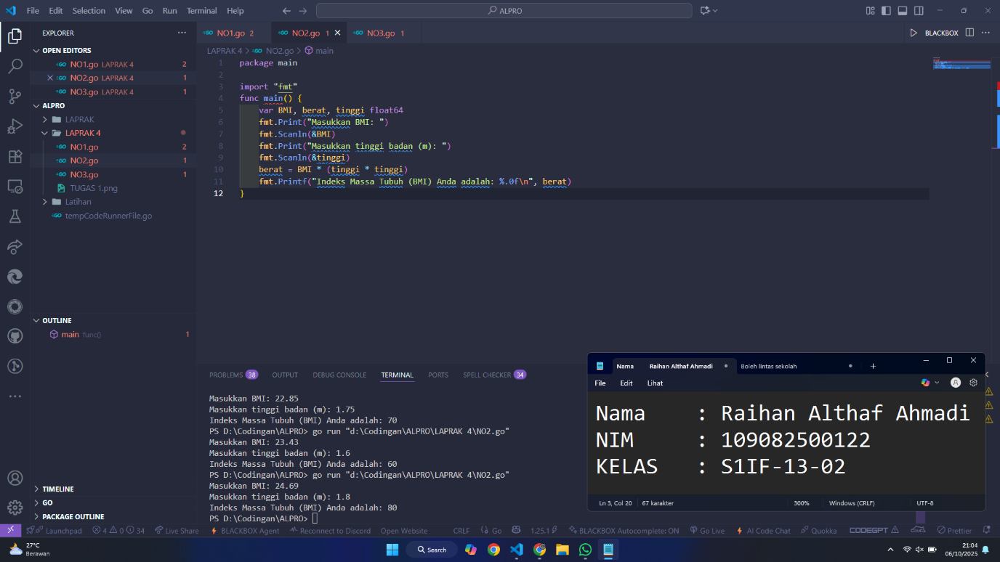 File Edit Selection View Go Run Terminal Help
ALPRO
EXPLORER
OPEN EDITORS
NO1.go LAPRAK 4 2
NO2.go LAPRAK 4 1
NO3.go LAPRAK 4 1
ALPRO
LAPRAK
LAPRAK 4
NO1.go 2
NO2.go 1
NO3.go 1
TUGAS 1.png
Latihan
tempCodeRunnerFile.go
OUTLINE
main func() 1
TIMELINE
GO
PACKAGE OUTLINE
NO1.go 2 NO2.go 1 NO3.go 1
BLACKBOX
LAPRAK 4 > NO2.go > main
1 package main
2
3 import "fmt"
4 func main() {
5 var BMI, berat, tinggi float64
6 fmt.Print("Masukkan BMI: ")
7 fmt.Scanln(&BMI)
8 fmt.Print("Masukkan tinggi badan (m): ")
9 fmt.Scanln(&tinggi)
10 berat = BMI * (tinggi * tinggi)
11 fmt.Printf("Indeks Massa Tubuh (BMI) Anda adalah: %.0f\n", berat)
12 }
PROBLEMS 38 OUTPUT DEBUG CONSOLE TERMINAL PORTS SPELL CHECKER 34
Masukkan BMI: 22.85
Masukkan tinggi badan (m): 1.75
Indeks Massa Tubuh (BMI) Anda adalah: 70
PS D:\Codingan\ALPRO> go run "d:\Codingan\ALPRO\LAPRAK 4\NO2.go"
Masukkan BMI: 23.43
Masukkan tinggi badan (m): 1.6
Indeks Massa Tubuh (BMI) Anda adalah: 60
PS D:\Codingan\ALPRO> go run "d:\Codingan\ALPRO\LAPRAK 4\NO2.go"
Masukkan BMI: 24.69
Masukkan tinggi badan (m): 1.8
Indeks Massa Tubuh (BMI) Anda adalah: 80
PS D:\Codingan\ALPRO>
Nama Raihan Althaf Ahmadi Boleh lintas sekolah
File Edit Lihat
Nama : Raihan Althaf Ahmadi
NIM : 109082500122
KELAS : S1IF-13-02
Ln 3, Col 20 67 karakter 300% Windows (CRLF) UTF-8
Launchpad 4 0 34 Live Share BLACKBOX Agent Reconnect to Discord Open Website CRLF Go 1.25.1 BLACKBOX Autocomplete: ON Go Live AI Code Chat Quokka CODEGPT Prettier
27°C
Berawan
Search
21:04
06/10/2025